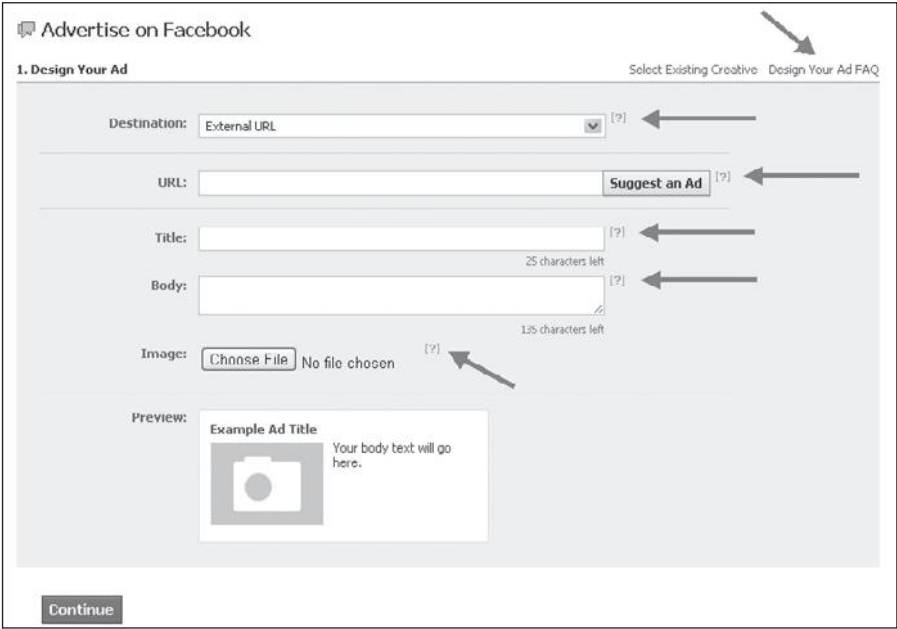 Advertise on Facebook
1. Design Your Ad
Select Existing Creative Design Your Ad FAQ
Destination: External URL [?]
URL: Suggest an Ad [?]
Title: [?]
25 characters left
Body: [?]
135 characters left
Image: Choose File No file chosen [?]
Preview:
Example Ad Title
Your body text will go
here.
Continue